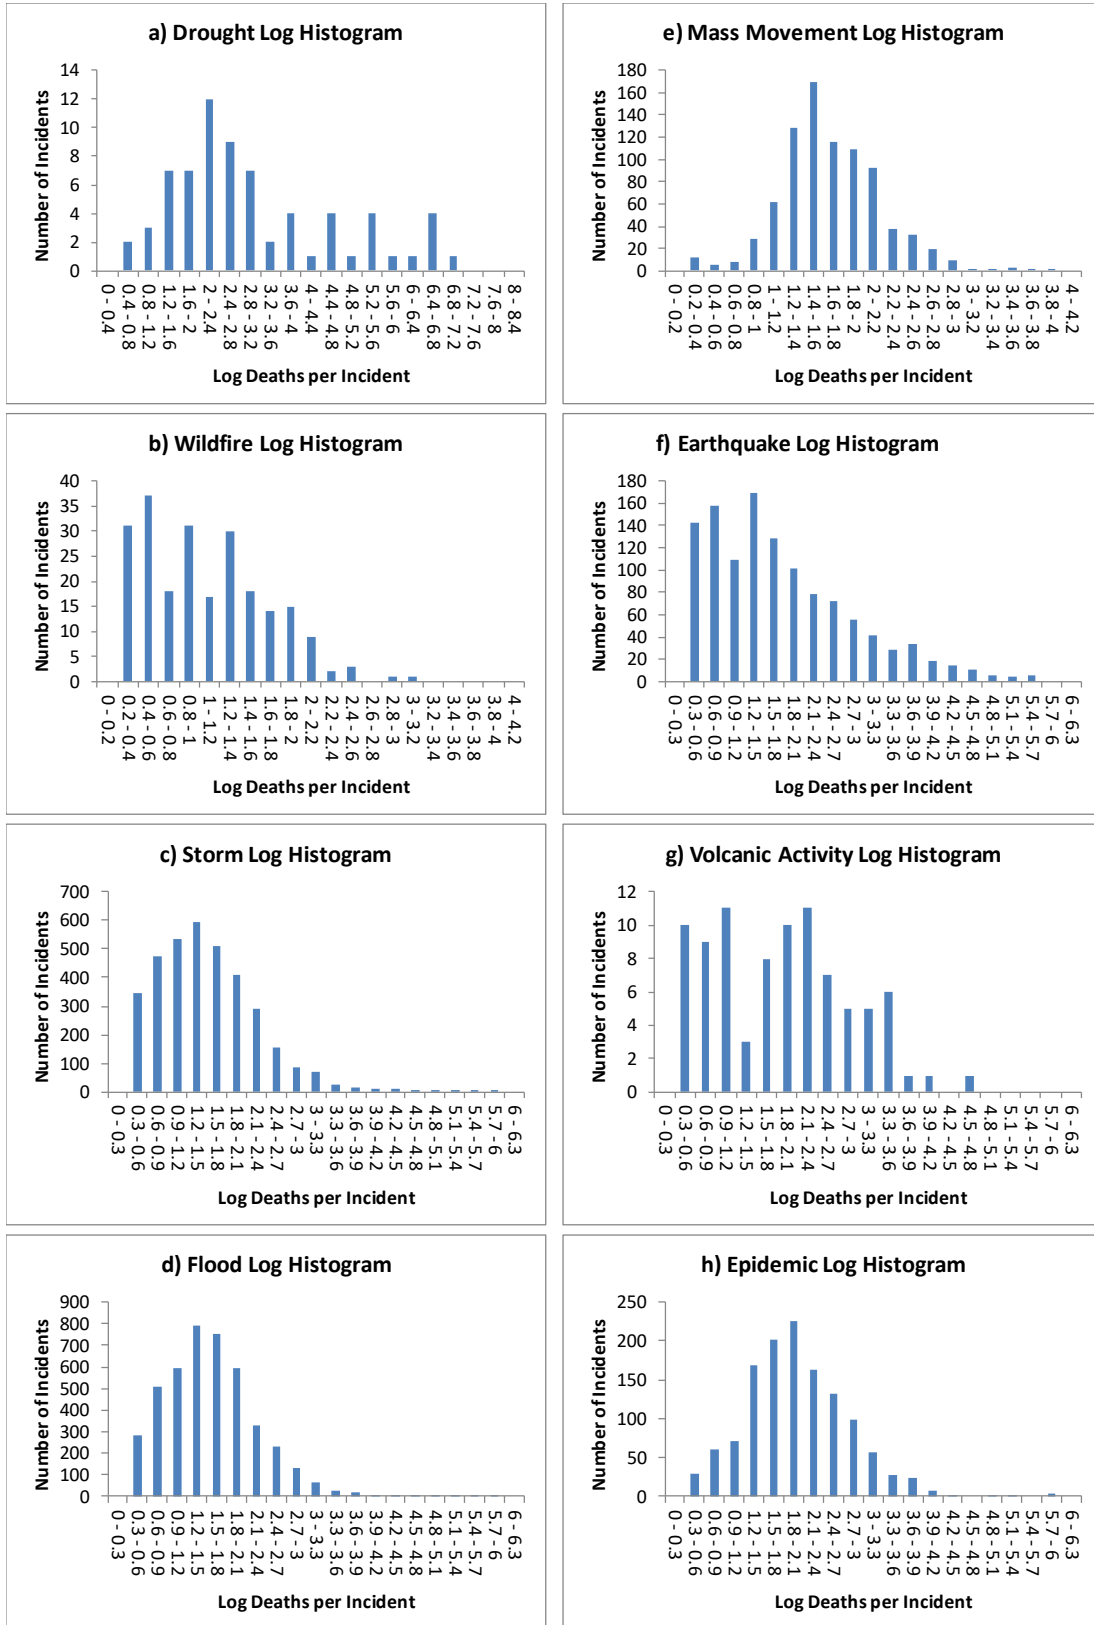 a) Drought Log Histogram
Number of Incidents
14
12
10
8
6
4
2
0
0 - 0.4
0.4 - 0.8
0.8 - 1.2
1.2 - 1.6
1.6 - 2
2 - 2.4
2.4 - 2.8
2.8 - 3.2
3.2 - 3.6
3.6 - 4
4 - 4.4
4.4 - 4.8
4.8 - 5.2
5.2 - 5.6
5.6 - 6
6 - 6.4
6.4 - 6.8
6.8 - 7.2
7.2 - 7.6
7.6 - 8
8 - 8.4
Log Deaths per Incident
e) Mass Movement Log Histogram
Number of Incidents
180
160
140
120
100
80
60
40
20
0
0 - 0.2
0.2 - 0.4
0.4 - 0.6
0.6 - 0.8
0.8 - 1
1 - 1.2
1.2 - 1.4
1.4 - 1.6
1.6 - 1.8
1.8 - 2
2 - 2.2
2.2 - 2.4
2.4 - 2.6
2.6 - 2.8
2.8 - 3
3 - 3.2
3.2 - 3.4
3.4 - 3.6
3.6 - 3.8
3.8 - 4
4 - 4.2
Log Deaths per Incident
b) Wildfire Log Histogram
Number of Incidents
40
35
30
25
20
15
10
5
0
0 - 0.2
0.2 - 0.4
0.4 - 0.6
0.6 - 0.8
0.8 - 1
1 - 1.2
1.2 - 1.4
1.4 - 1.6
1.6 - 1.8
1.8 - 2
2 - 2.2
2.2 - 2.4
2.4 - 2.6
2.6 - 2.8
2.8 - 3
3 - 3.2
3.2 - 3.4
3.4 - 3.6
3.6 - 3.8
3.8 - 4
4 - 4.2
Log Deaths per Incident
f) Earthquake Log Histogram
Number of Incidents
180
160
140
120
100
80
60
40
20
0
0 - 0.3
0.3 - 0.6
0.6 - 0.9
0.9 - 1.2
1.2 - 1.5
1.5 - 1.8
1.8 - 2.1
2.1 - 2.4
2.4 - 2.7
2.7 - 3
3 - 3.3
3.3 - 3.6
3.6 - 3.9
3.9 - 4.2
4.2 - 4.5
4.5 - 4.8
4.8 - 5.1
5.1 - 5.4
5.4 - 5.7
5.7 - 6
6 - 6.3
Log Deaths per Incident
c) Storm Log Histogram
Number of Incidents
700
600
500
400
300
200
100
0
0 - 0.3
0.3 - 0.6
0.6 - 0.9
0.9 - 1.2
1.2 - 1.5
1.5 - 1.8
1.8 - 2.1
2.1 - 2.4
2.4 - 2.7
2.7 - 3
3 - 3.3
3.3 - 3.6
3.6 - 3.9
3.9 - 4.2
4.2 - 4.5
4.5 - 4.8
4.8 - 5.1
5.1 - 5.4
5.4 - 5.7
5.7 - 6
6 - 6.3
Log Deaths per Incident
g) Volcanic Activity Log Histogram
Number of Incidents
12
10
8
6
4
2
0
0 - 0.3
0.3 - 0.6
0.6 - 0.9
0.9 - 1.2
1.2 - 1.5
1.5 - 1.8
1.8 - 2.1
2.1 - 2.4
2.4 - 2.7
2.7 - 3
3 - 3.3
3.3 - 3.6
3.6 - 3.9
3.9 - 4.2
4.2 - 4.5
4.5 - 4.8
4.8 - 5.1
5.1 - 5.4
5.4 - 5.7
5.7 - 6
6 - 6.3
Log Deaths per Incident
d) Flood Log Histogram
Number of Incidents
900
800
700
600
500
400
300
200
100
0
0 - 0.3
0.3 - 0.6
0.6 - 0.9
0.9 - 1.2
1.2 - 1.5
1.5 - 1.8
1.8 - 2.1
2.1 - 2.4
2.4 - 2.7
2.7 - 3
3 - 3.3
3.3 - 3.6
3.6 - 3.9
3.9 - 4.2
4.2 - 4.5
4.5 - 4.8
4.8 - 5.1
5.1 - 5.4
5.4 - 5.7
5.7 - 6
6 - 6.3
Log Deaths per Incident
h) Epidemic Log Histogram
Number of Incidents
250
200
150
100
50
0
0 - 0.3
0.3 - 0.6
0.6 - 0.9
0.9 - 1.2
1.2 - 1.5
1.5 - 1.8
1.8 - 2.1
2.1 - 2.4
2.4 - 2.7
2.7 - 3
3 - 3.3
3.3 - 3.6
3.6 - 3.9
3.9 - 4.2
4.2 - 4.5
4.5 - 4.8
4.8 - 5.1
5.1 - 5.4
5.4 - 5.7
5.7 - 6
6 - 6.3
Log Deaths per Incident